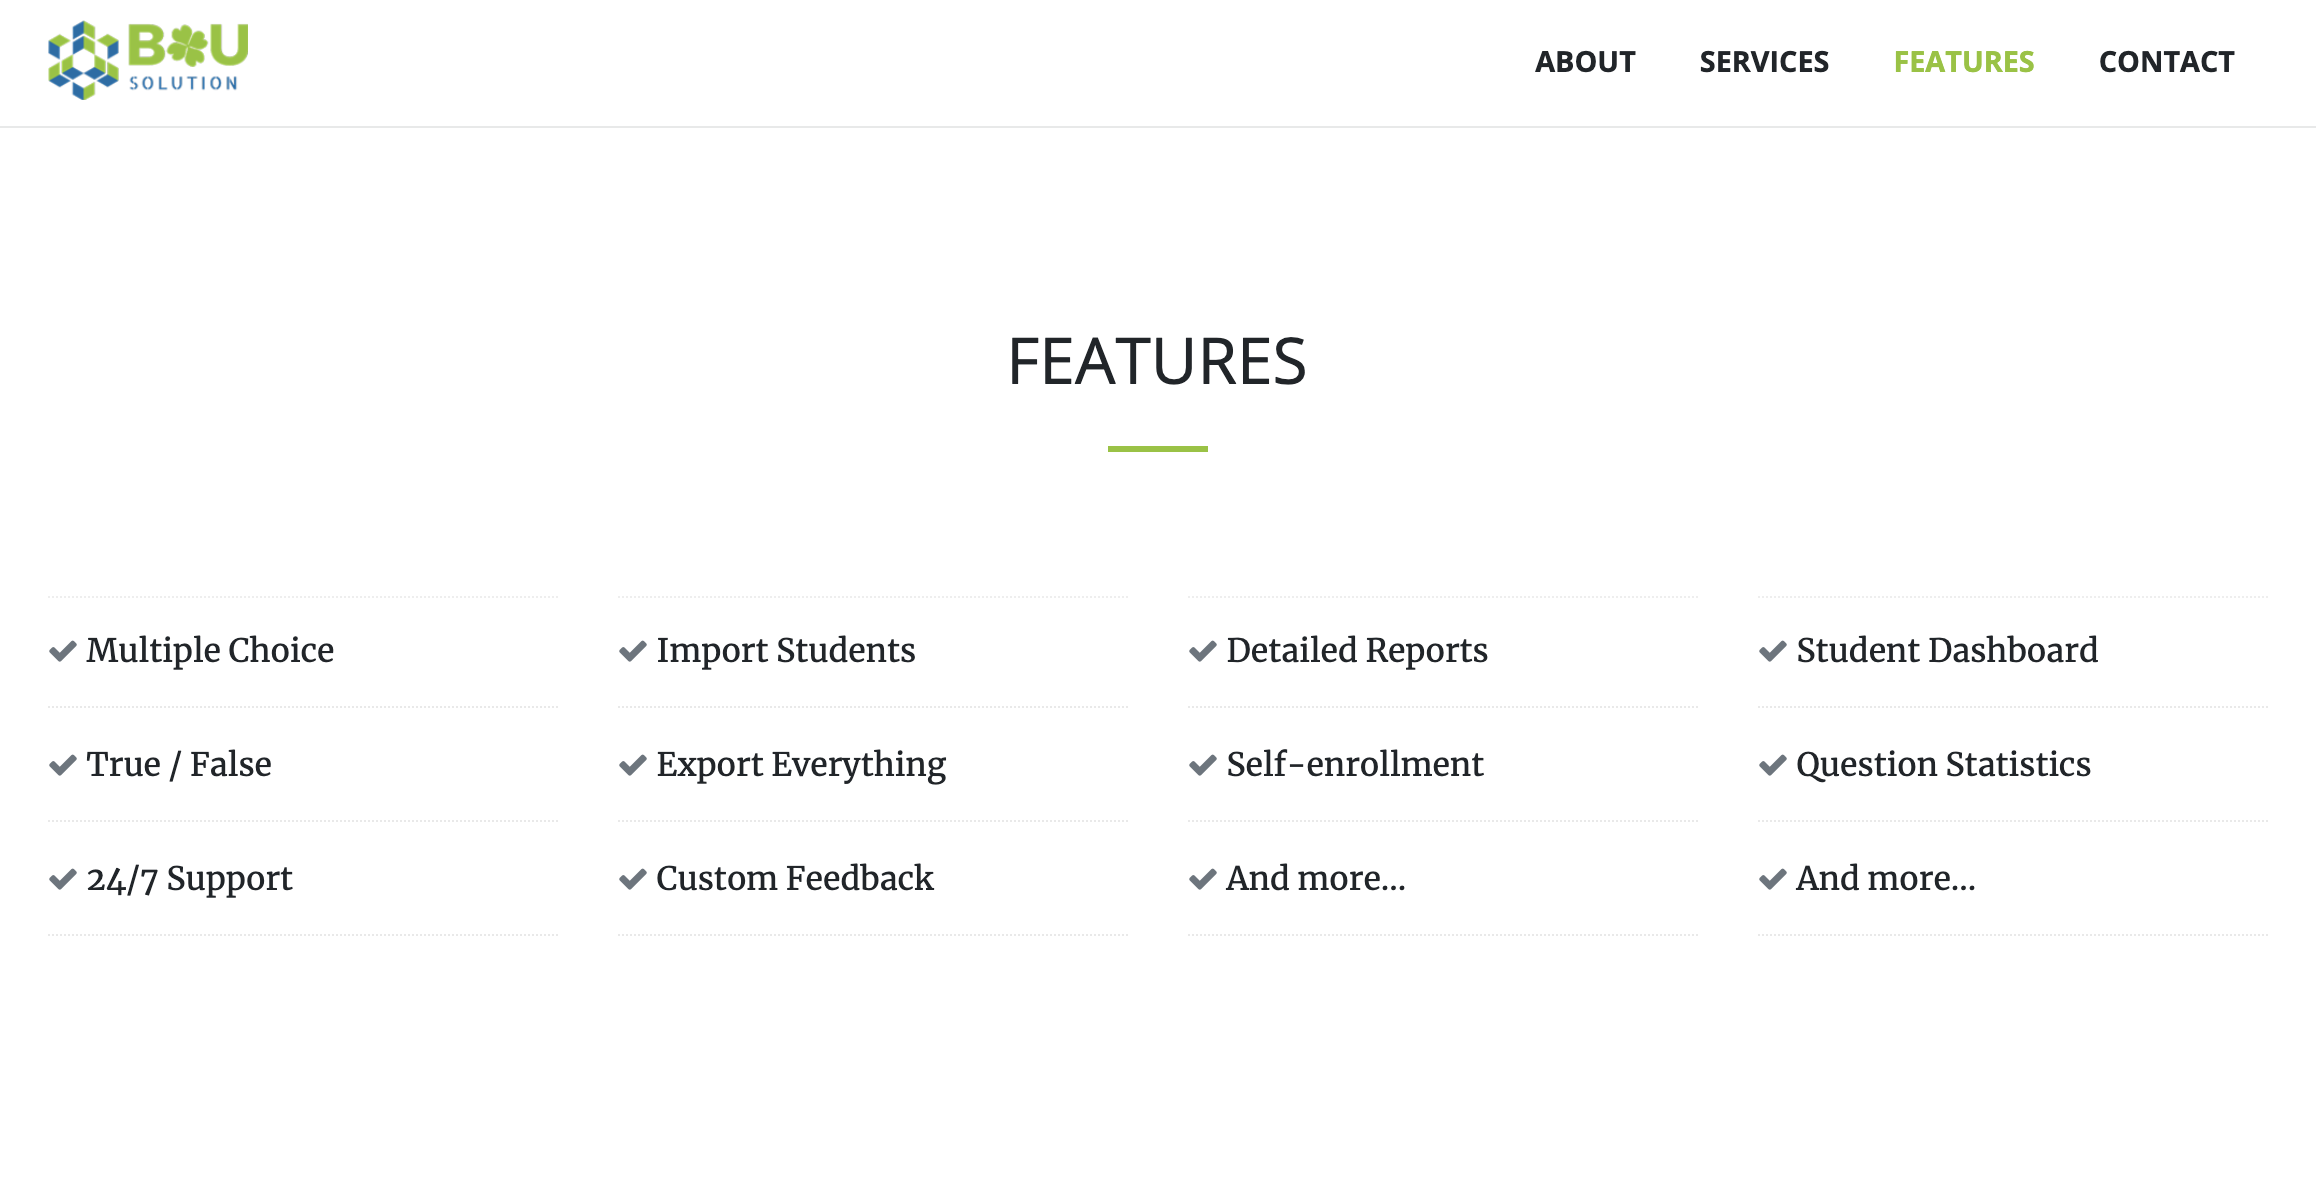 B☘U
SOLUTION
ABOUT SERVICES FEATURES CONTACT
FEATURES
Multiple Choice
Import Students
Detailed Reports
Student Dashboard
True / False
Export Everything
Self-enrollment
Question Statistics
24/7 Support
Custom Feedback
And more...
And more...